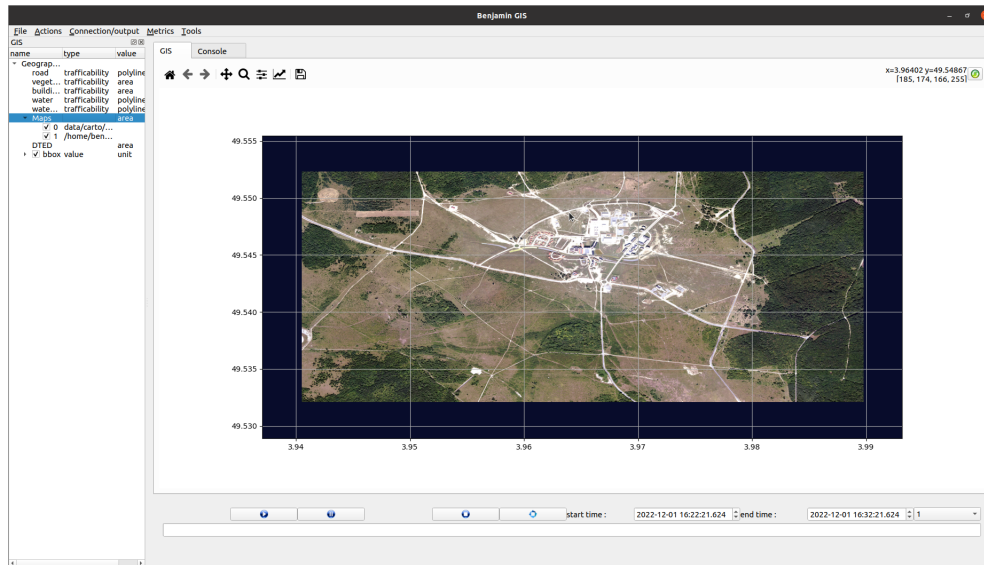 Benjamin GIS
File Actions Connection/output Metrics Tools
GIS
name type value
Geograp...
road trafficability polyline
veget... trafficability area
buildi... trafficability area
water trafficability polyline
wate... trafficability polyline
Maps area
0 data/carto/...
1 /home/ben...
DTED area
bbox value unit
GIS Console
x=3.96402 y=49.54867
[185, 174, 166, 255]
49.555
49.550
49.545
49.540
49.535
49.530
3.94 3.95 3.96 3.97 3.98 3.99
start time : 2022-12-01 16:22:21.624 end time : 2022-12-01 16:32:21.624 1